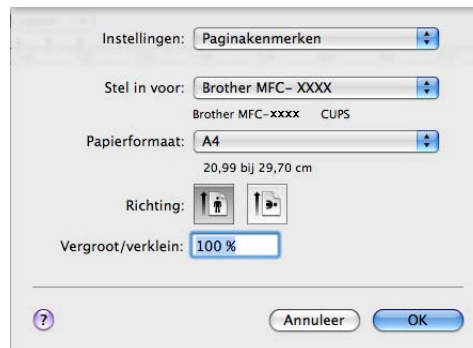 Instellingen: Paginakenmerken
Stel in voor: Brother MFC- XXXX
Brother MFC-xxxx CUPS
Papierformaat: A4
20,99 bij 29,70 cm
Richting:
Vergroot/verklein: 100 %
? Annuleer OK